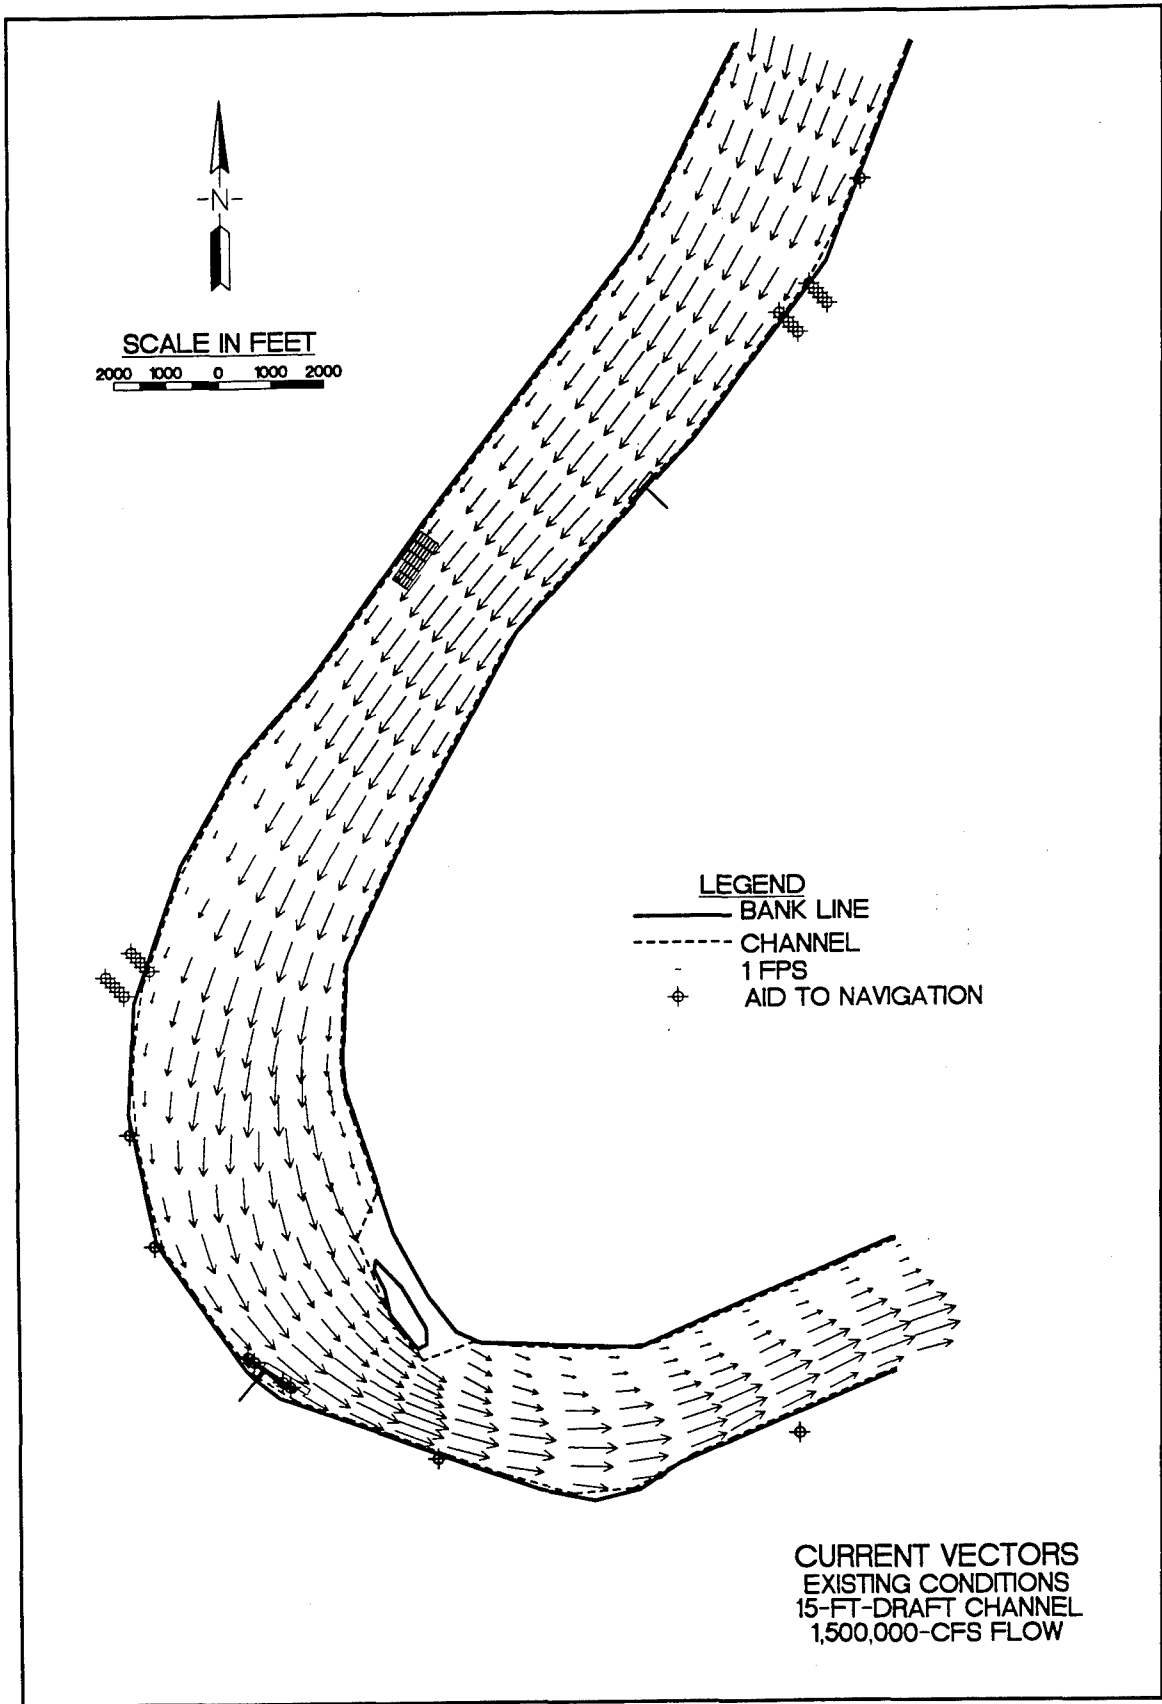 -N-
SCALE IN FEET
2000 1000 0 1000 2000
LEGEND
BANK LINE
CHANNEL
1 FPS
AID TO NAVIGATION
CURRENT VECTORS
EXISTING CONDITIONS
15-FT-DRAFT CHANNEL
1,500,000-CFS FLOW